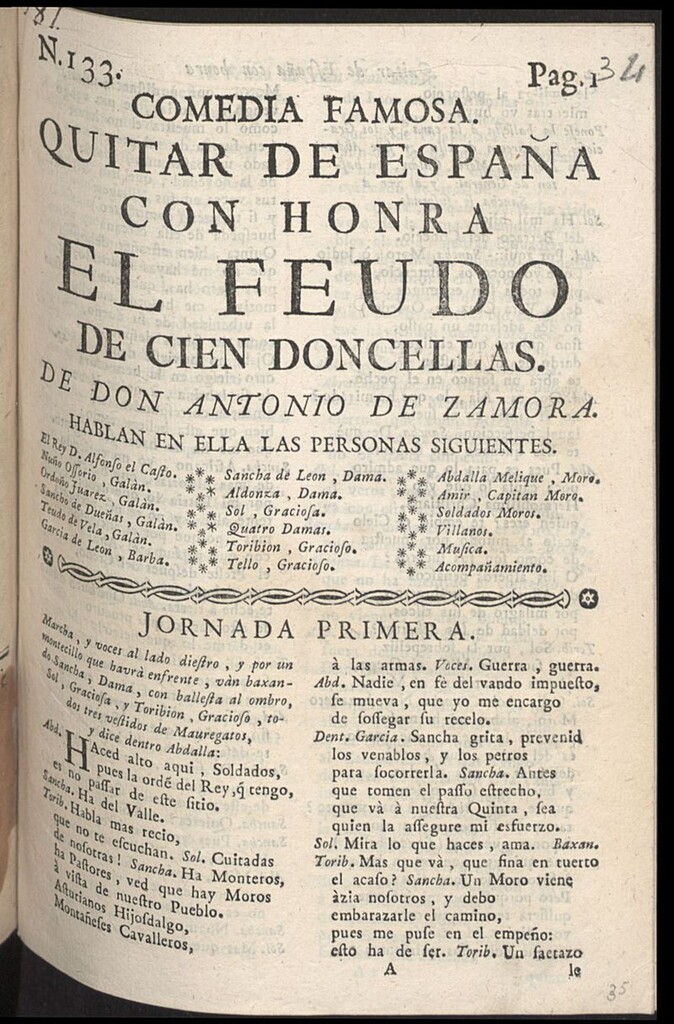 181
N.133.
Pag. 1
34
COMEDIA FAMOSA.
QUITAR DE ESPAÑA
CON HONRA
EL FEUDO
DE CIEN DONCELLAS.
DE DON ANTONIO DE ZAMORA.
HABLAN EN ELLA LAS PERSONAS SIGUIENTES.
El Rey D. Alfonſo el Caſto.
Nuño Oſſorio, Galàn.
Ordoño Juarez, Galàn.
Sancho de Dueñas, Galàn.
Teudo de Vela, Galàn.
Garcia de Leon, Barba.
Sancha de Leon, Dama.
Aldonza, Dama.
Sol, Gracioſa.
Quatro Damas.
Toribion, Gracioſo.
Tello, Gracioſo.
Abdalla Melique, Moro.
Amir, Capitan Moro.
Soldados Moros.
Villanos.
Muſica.
Acompañamiento.
JORNADA PRIMERA.
Marcha, y voces al lado dieſtro, y por un
montecillo que havrà enfrente, vàn baxan-
do Sancha, Dama, con balleſta al ombro,
Sol, Gracioſa, y Toribion, Gracioſo, to-
dos tres veſtidos de Mauregatos,
y dice dentro Abdalla:
Abd. HAced alto aqui, Soldados,
pues la ordẽ del Rey, q̃ tengo,
es no paſſar de eſte ſitio.
Sancha. Ha del Valle.
Torib. Habla mas recio,
que no te eſcuchan. Sol. Cuitadas
de noſotras! Sancha. Ha Monteros,
ha Paſtores, ved que hay Moros
à viſta de nueſtro Pueblo.
Aſturianos Hijoſdalgo,
Montañeſes Cavalleros,
à las armas. Voces. Guerra, guerra.
Abd. Nadie, en fè del vando impueſto,
ſe mueva, que yo me encargo
de ſoſſegar ſu recelo.
Dent. Garcia. Sancha grita, prevenid
los venablos, y los perros
para ſocorrerla. Sancha. Antes
que tomen el paſſo eſtrecho,
que và à nueſtra Quinta, ſea
quien la aſſegure mi esfuerzo.
Sol. Mira lo que haces, ama. Baxan.
Torib. Mas que và, que fina en tuerto
el acaſo? Sancha. Un Moro viene
àzia noſotros, y debo
embarazarle el camino,
pues me puſe en el empeño:
eſto ha de ſer. Torib. Un ſaetazo
A
le
35